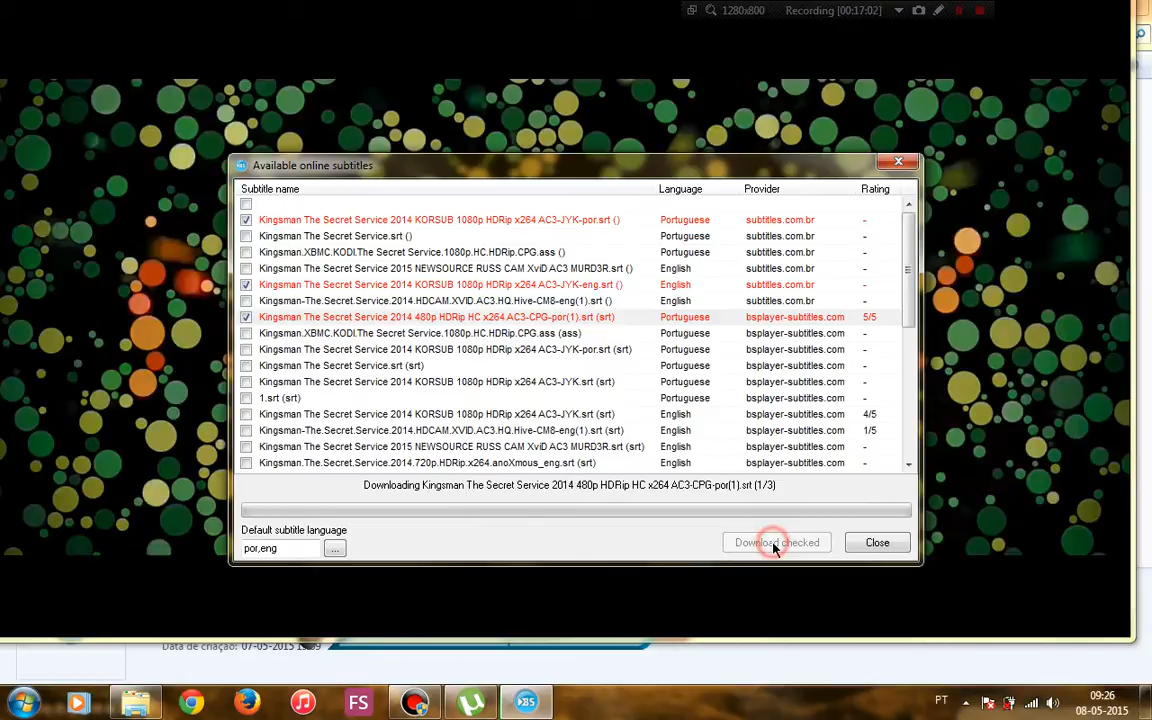 1280x800 Recording [00:17:02]
Available online subtitles
Subtitle name Language Provider Rating
Kingsman The Secret Service 2014 KORSUB 1080p HDRip x264 AC3-JYK-por.srt () Portuguese subtitles.com.br -
Kingsman The Secret Service.srt () Portuguese subtitles.com.br -
Kingsman.XBMC.KODI.The Secret Service.1080p.HC.HDRip.CPG.ass () Portuguese subtitles.com.br -
Kingsman The Secret Service 2015 NEWSOURCE RUSS CAM XviD AC3 MURD3R.srt () English subtitles.com.br -
Kingsman The Secret Service 2014 KORSUB 1080p HDRip x264 AC3-JYK-eng.srt () English subtitles.com.br -
Kingsman-The.Secret.Service.2014.HDCAM.XVID.AC3.HQ.Hive-CM8-eng(1).srt () English subtitles.com.br -
Kingsman The Secret Service 2014 480p HDRip HC x264 AC3-CPG-por(1).srt (srt) Portuguese bsplayer-subtitles.com 5/5
Kingsman.XBMC.KODI.The Secret Service.1080p.HC.HDRip.CPG.ass (ass) Portuguese bsplayer-subtitles.com -
Kingsman The Secret Service 2014 KORSUB 1080p HDRip x264 AC3-JYK-por.srt (srt) Portuguese bsplayer-subtitles.com -
Kingsman The Secret Service.srt (srt) Portuguese bsplayer-subtitles.com -
Kingsman The Secret Service 2014 KORSUB 1080p HDRip x264 AC3-JYK.srt (srt) Portuguese bsplayer-subtitles.com -
1.srt (srt) Portuguese bsplayer-subtitles.com -
Kingsman The Secret Service 2014 KORSUB 1080p HDRip x264 AC3-JYK.srt (srt) English bsplayer-subtitles.com 4/5
Kingsman-The.Secret.Service.2014.HDCAM.XVID.AC3.HQ.Hive-CM8-eng(1).srt (srt) English bsplayer-subtitles.com 1/5
Kingsman The Secret Service 2015 NEWSOURCE RUSS CAM XviD AC3 MURD3R.srt (srt) English bsplayer-subtitles.com -
Kingsman.The.Secret.Service.2014.720p.HDRip.x264.anoXmous_eng.srt (srt) English bsplayer-subtitles.com -
Downloading Kingsman The Secret Service 2014 480p HDRip HC x264 AC3-CPG-por(1).srt (1/3)
Default subtitle language
por,eng ... Download checked Close
Data de criação: 07-05-2015
FS BS PT 09:26
08-05-2015